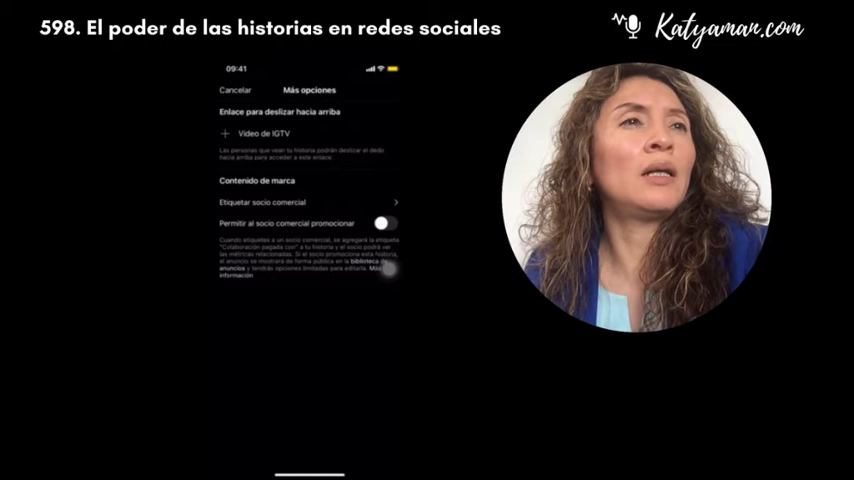 598. El poder de las historias en redes sociales
Katyaman.com
09:41
Cancelar
Más opciones
Enlace para deslizar hacia arriba
+ Video de IGTV
Las personas que vean tu historia podrán deslizar el dedo
hacia arriba para acceder a este enlace.
Contenido de marca
Etiquetar socio comercial
Permitir al socio comercial promocionar
Cuando etiquetes a un socio comercial, se agregará la etiqueta
"Colaboración pagada con" a tu historia y el socio podrá ver
las métricas relacionadas. Si el socio promociona esta historia,
el anuncio se mostrará de forma pública en la biblioteca de
anuncios y tendrás opciones limitadas para editarla. Más
información